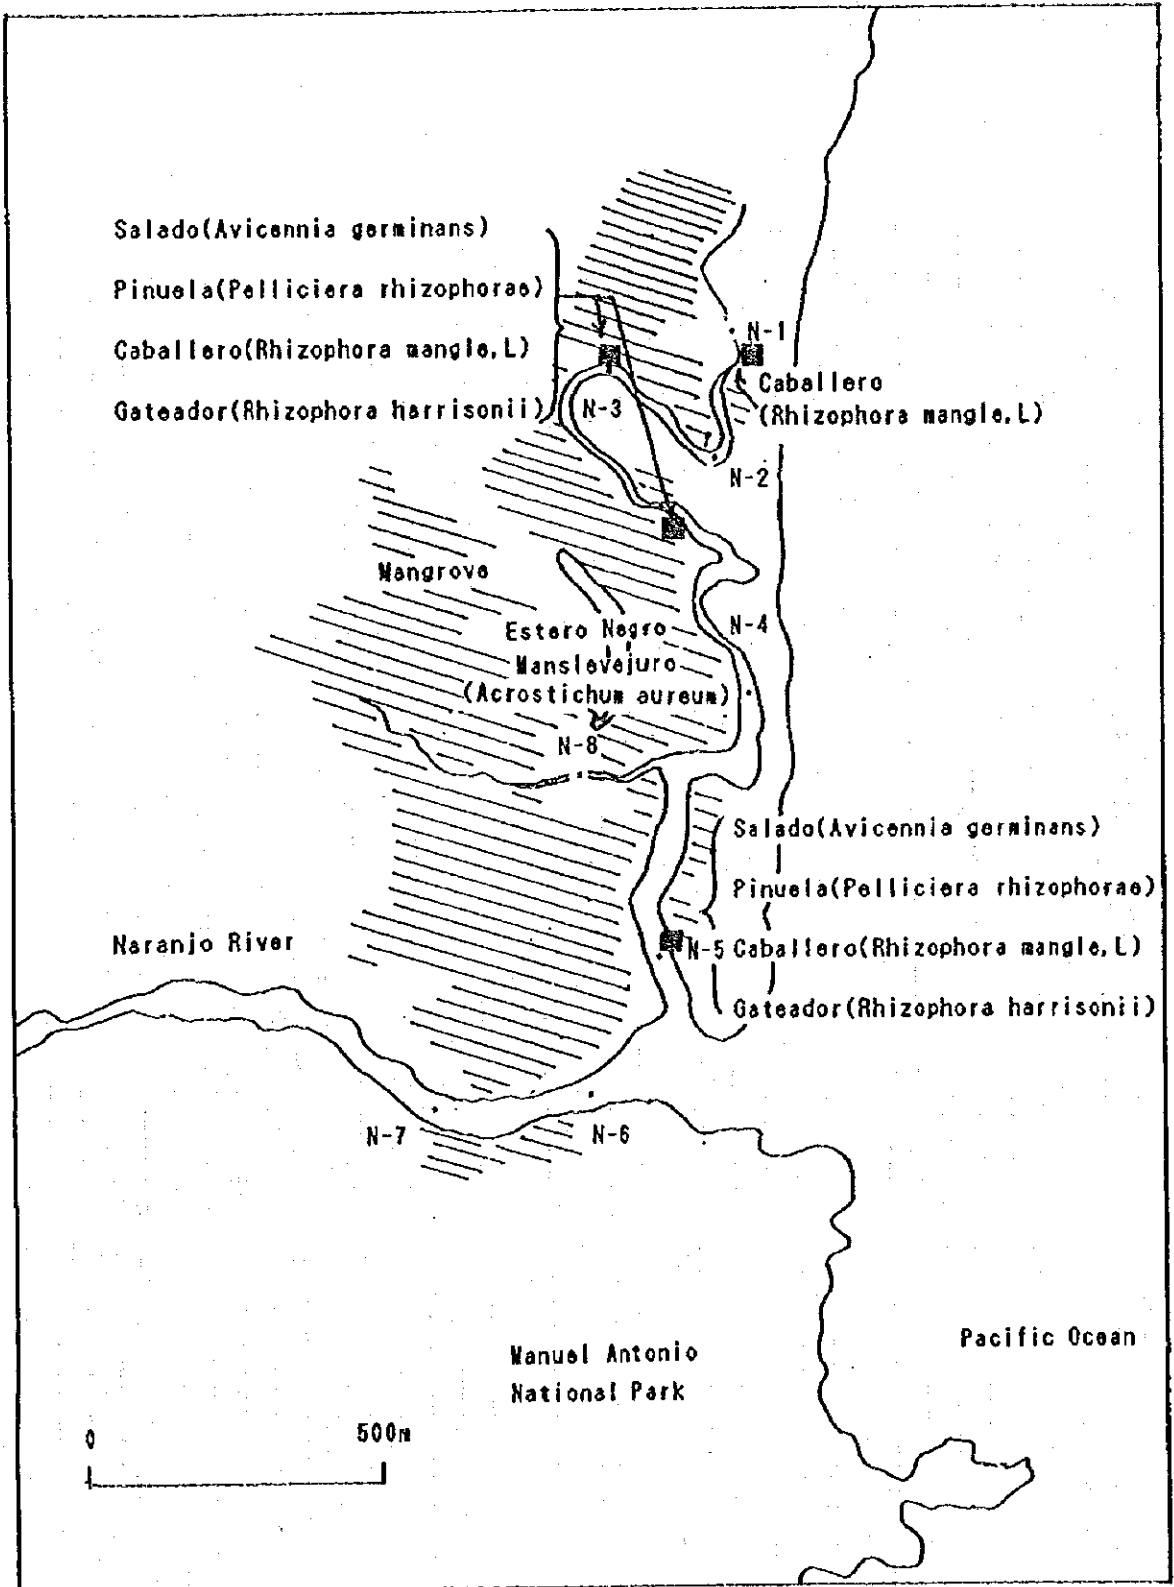 Salado(Avicennia germinans)
Pinuela(Pelliciera rhizophorae)
Caballero(Rhizophora mangle,L)
Gateador(Rhizophora harrisonii)
N-1
Caballero
(Rhizophora mangle,L)
N-3
N-2
Mangrove
Estero Negro
N-4
Manslevejuro
(Acrostichum aureum)
N-8
Salado(Avicennia germinans)
Pinuela(Pelliciera rhizophorae)
N-5 Caballero(Rhizophora mangle,L)
Gateador(Rhizophora harrisonii)
Naranjo River
N-7
N-6
Manuel Antonio
National Park
Pacific Ocean
0 500m